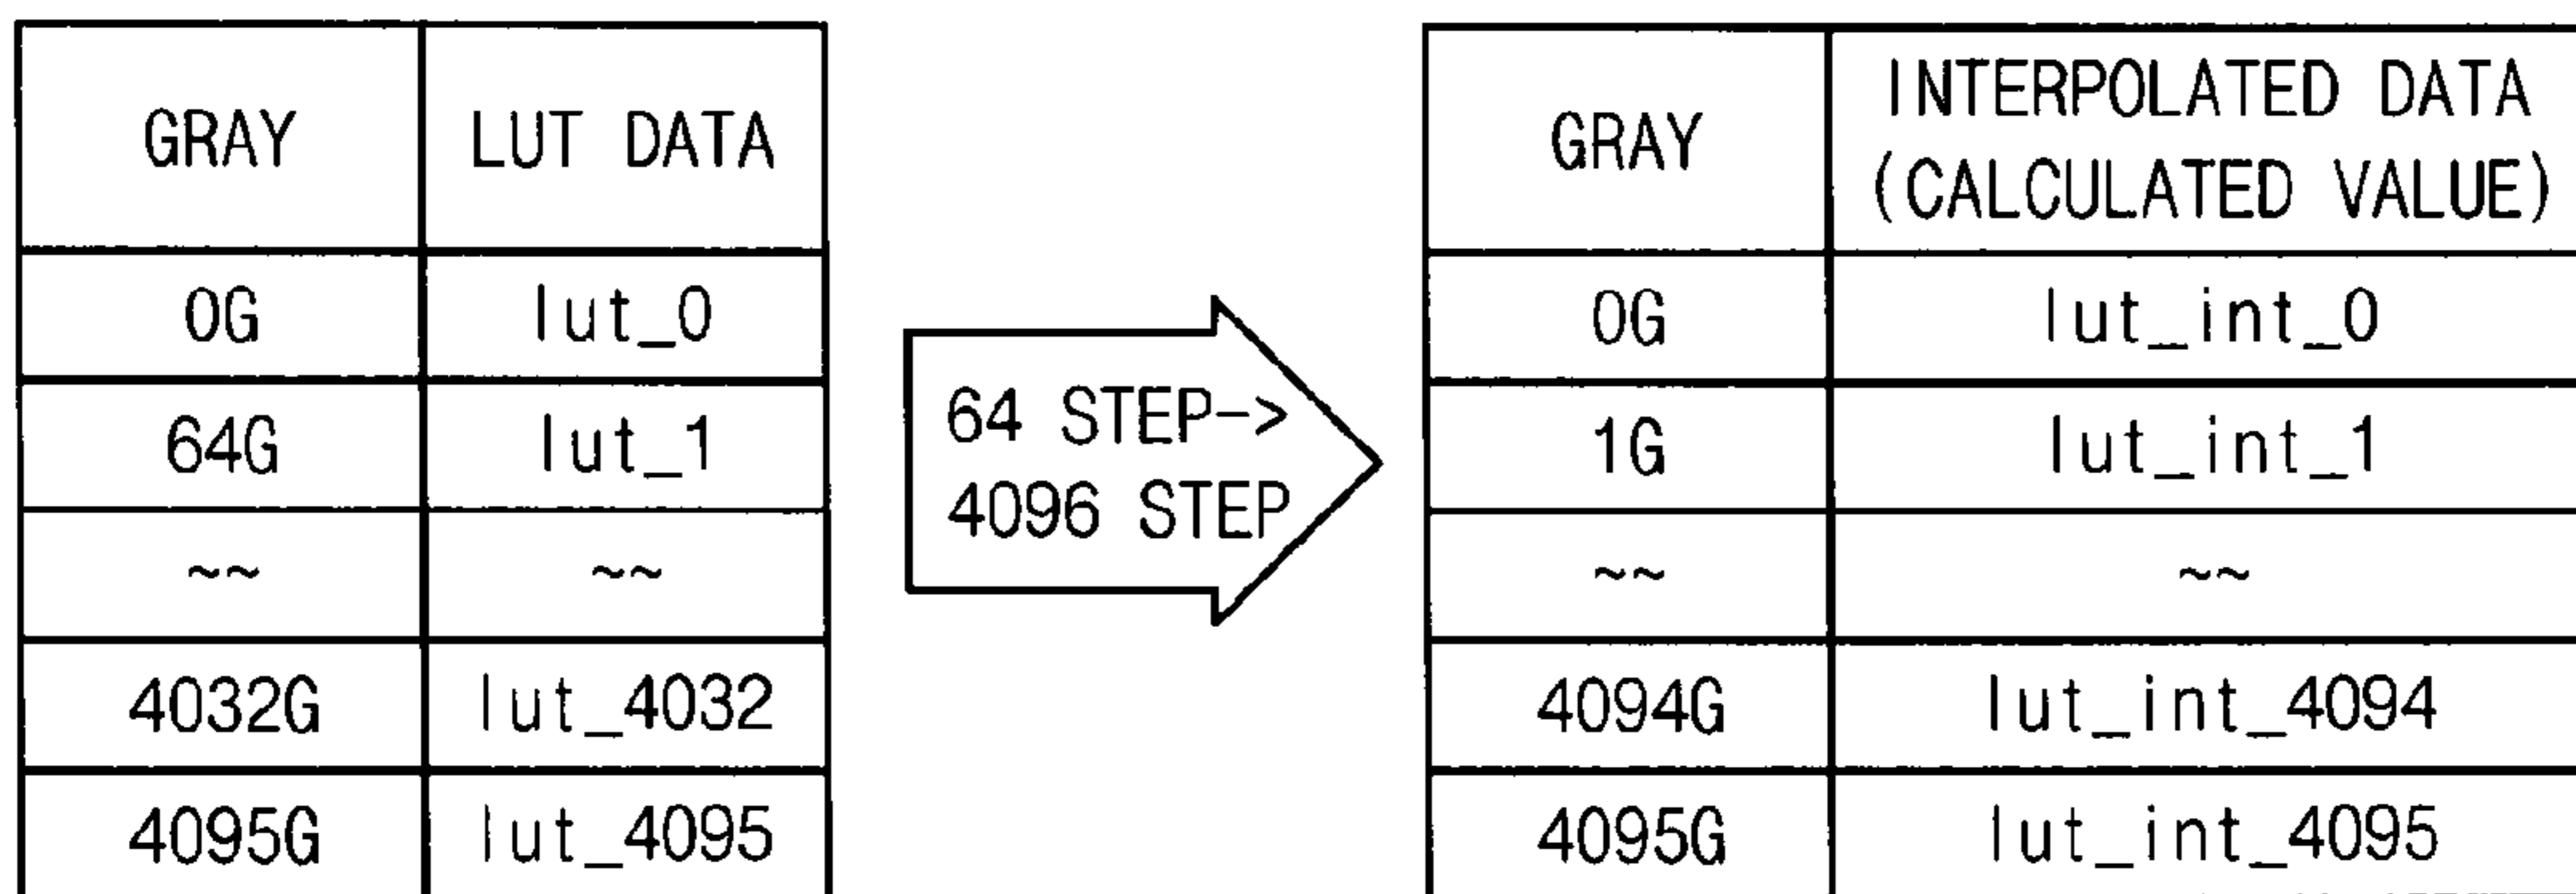 GRAY LUT DATA
0G lut_0
64G lut_1
~~ ~~
4032G lut_4032
4095G lut_4095
64 STEP->
4096 STEP
GRAY INTERPOLATED DATA
(CALCULATED VALUE)
0G lut_int_0
1G lut_int_1
~~ ~~
4094G lut_int_4094
4095G lut_int_4095